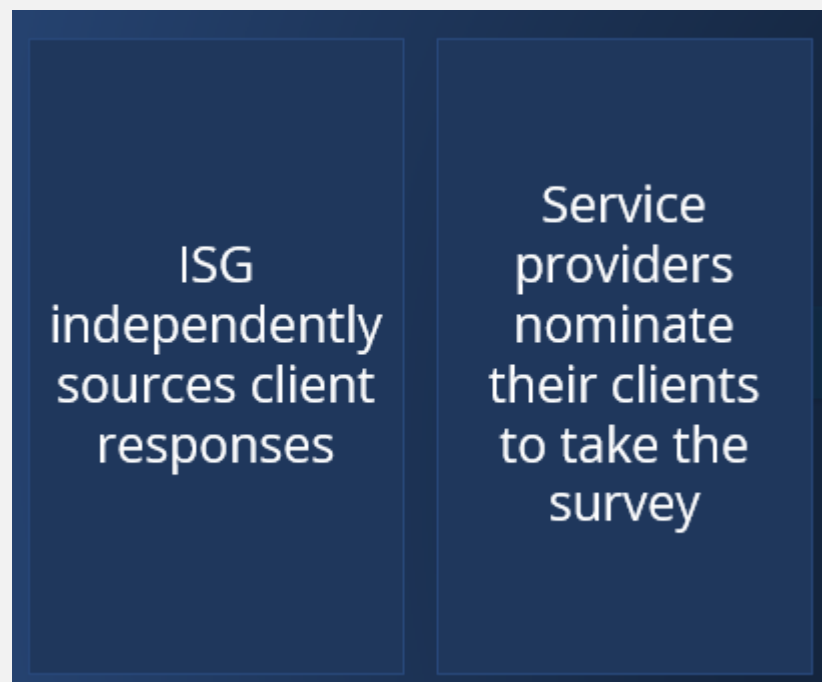 ISG
independently
sources client
responses
Service
providers
nominate
their clients
to take the
survey